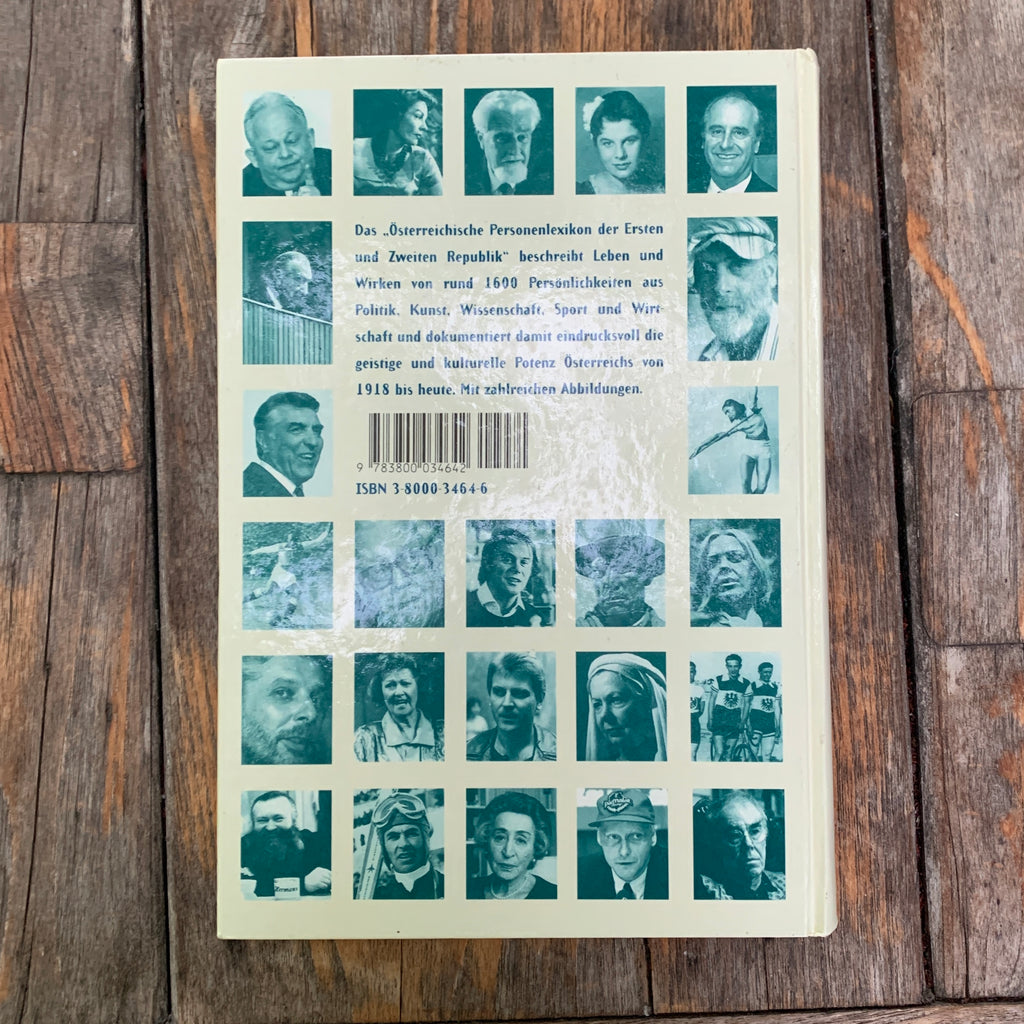 Das „Österreichische Personenlexikon der Ersten
und Zweiten Republik“ beschreibt Leben und
Wirken von rund 1600 Persönlichkeiten aus
Politik, Kunst, Wissenschaft, Sport und Wirt-
schaft und dokumentiert damit eindrucksvoll die
geistige und kulturelle Potenz Österreichs von
1918 bis heute. Mit zahlreichen Abbildungen.
9 783800 034642
ISBN 3-8000-3464-6